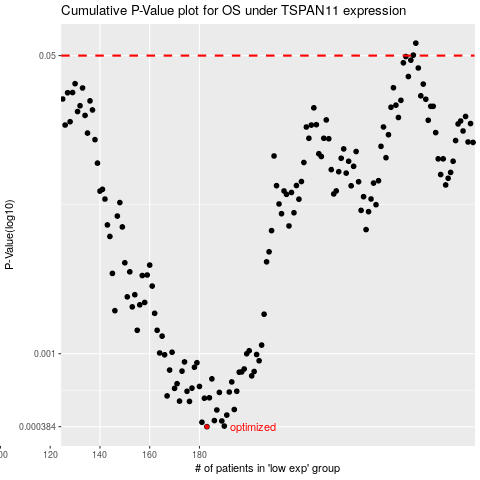 Cumulative P-Value plot for OS under TSPAN11 expression
0.05
P-Value(log10)
0.001
0.000384
optimized
00 120 140 160 180
# of patients in 'low exp' group